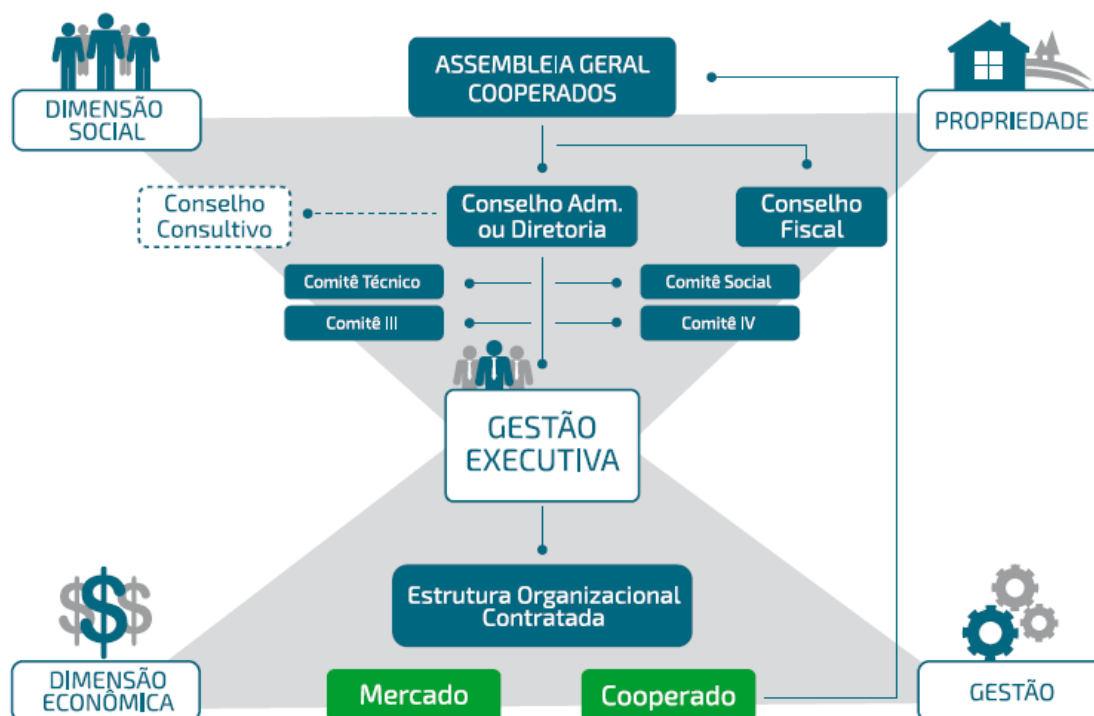 DIMENSÃO
SOCIAL
ASSEMBLEIA GERAL
COOPERADOS
PROPRIEDADE
Conselho
Consultivo
Conselho Adm.
ou Diretoria
Conselho
Fiscal
Comitê Técnico
Comitê Social
Comitê III
Comitê IV
GESTÃO
EXECUTIVA
Estrutura Organizacional
Contratada
DIMENSÃO
ECONÔMICA
Mercado
Cooperado
GESTÃO